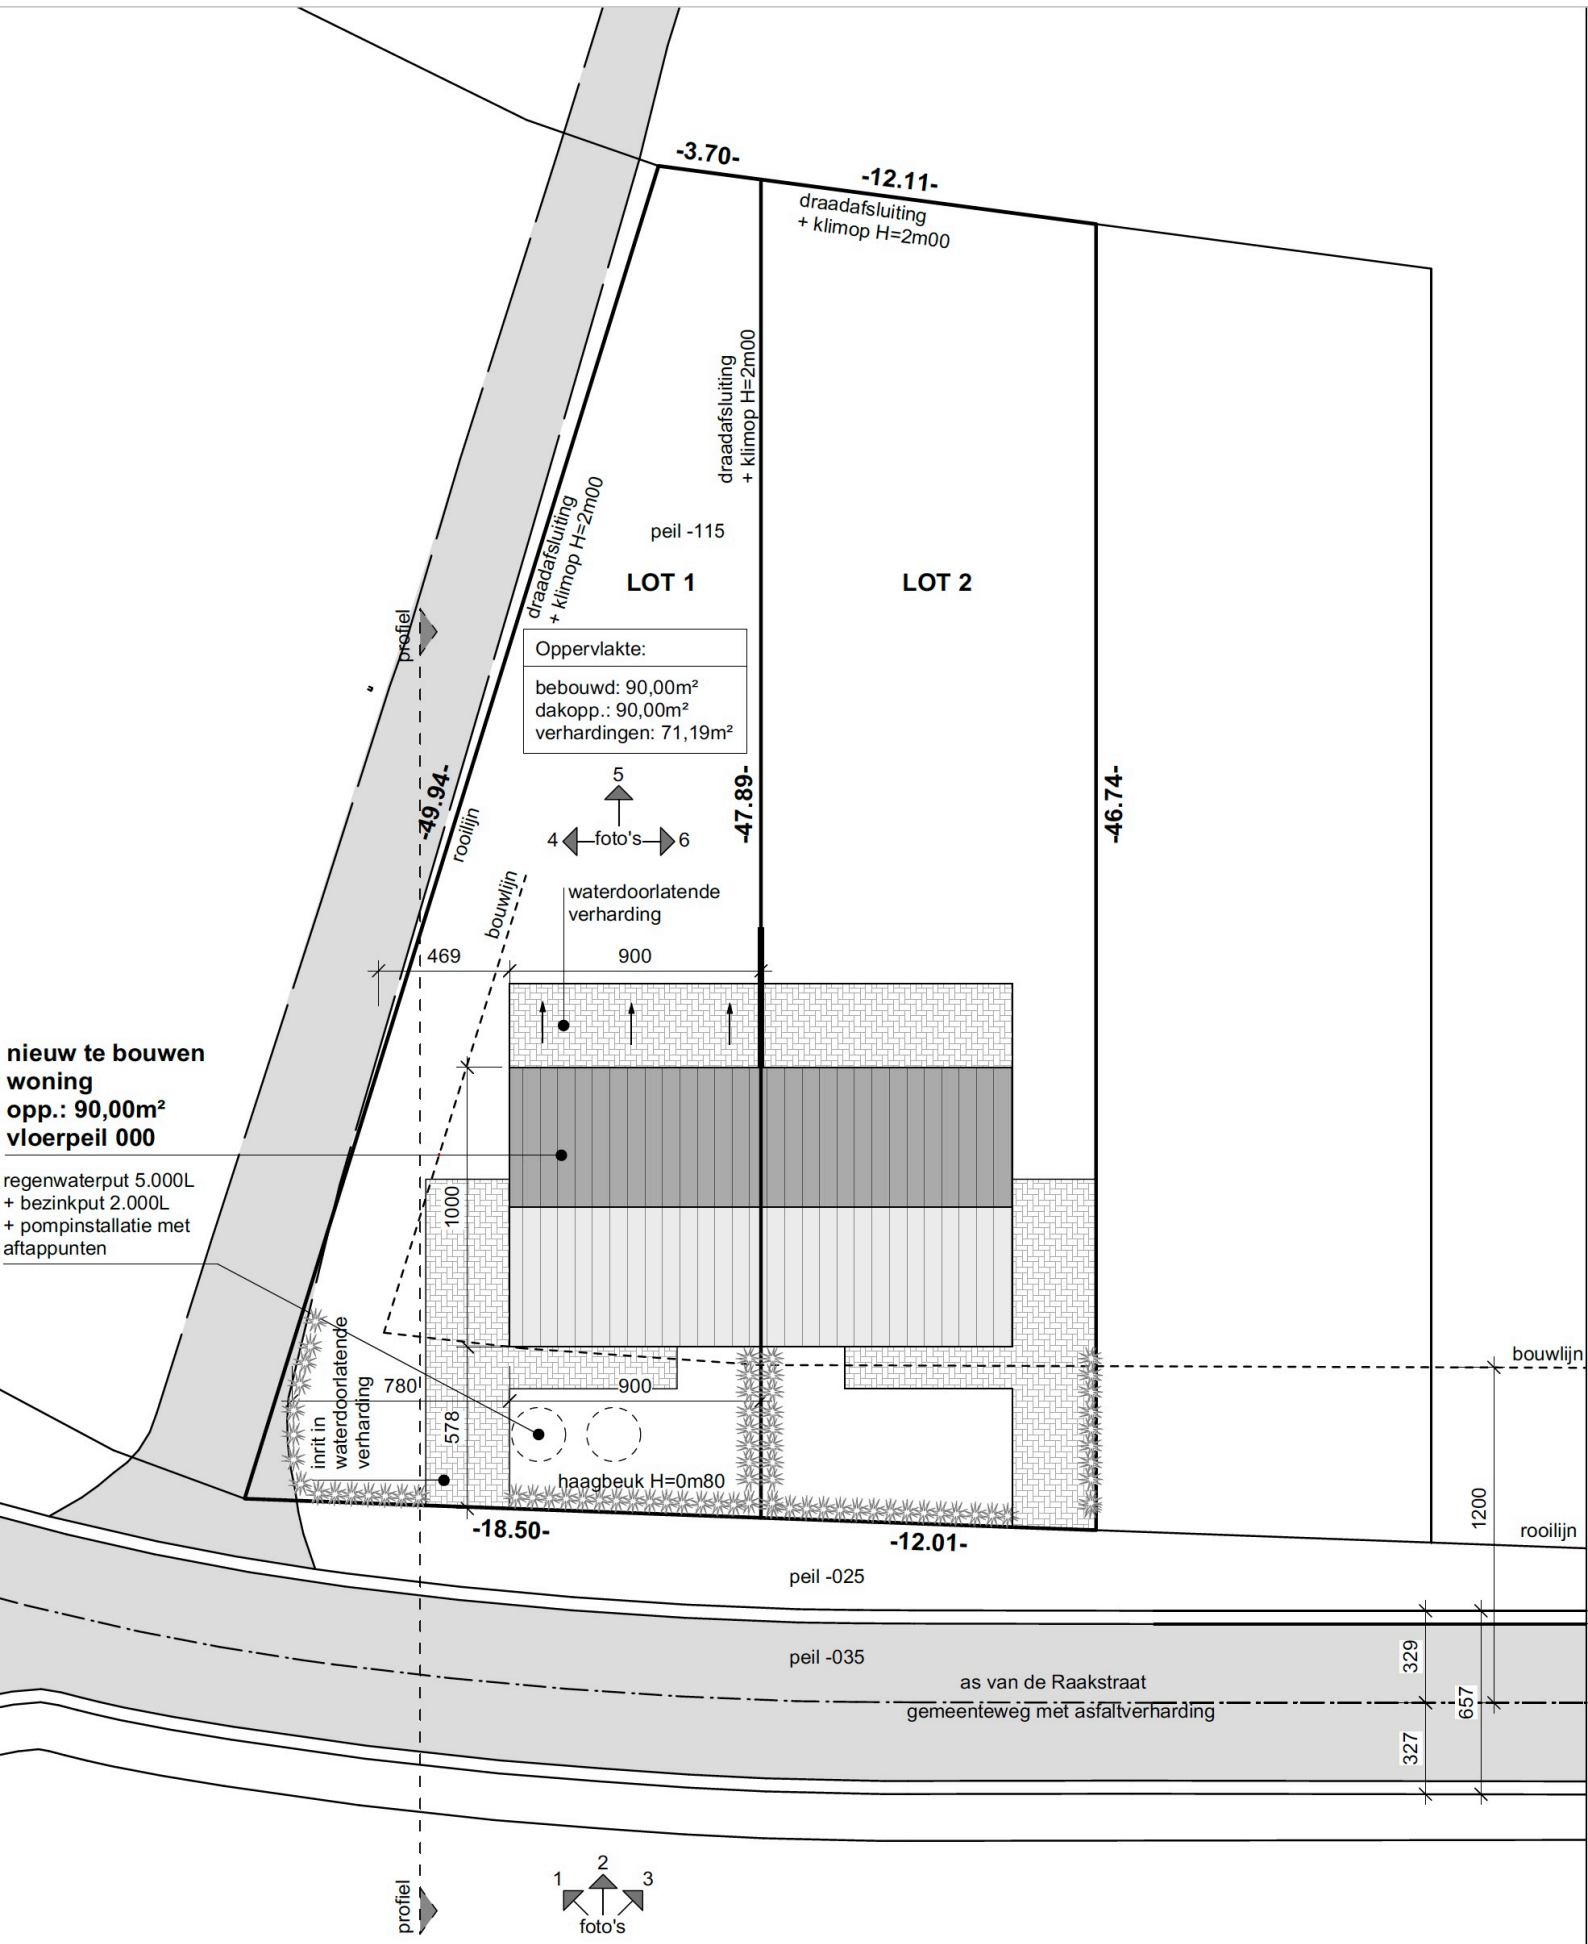 -3.70-
-12.11-
draadafsluiting
+ klimop H=2m00
draadafsluiting
+ klimop H=2m00
draadafsluiting
+ klimop H=2m00
peil -115
LOT 1
LOT 2
profiel
Oppervlakte:
bebouwd: 90,00m²
dakopp.: 90,00m²
verhardingen: 71,19m²
-49.94-
rooilijn
-47.89-
-46.74-
5
4
foto's
6
bouwlijn
waterdoorlatende
verharding
469
900
nieuw te bouwen
woning
opp.: 90,00m²
vloerpeil 000
regenwaterput 5.000L
+ bezinkput 2.000L
+ pompinstallatie met
aftappunten
1000
bouwlijn
780
900
578
inrit in
waterdoorlatende
verharding
haagbeuk H=0m80
1200
rooilijn
-18.50-
-12.01-
peil -025
peil -035
as van de Raakstraat
gemeenteweg met asfaltverharding
329
657
327
profiel
1
2
3
foto's